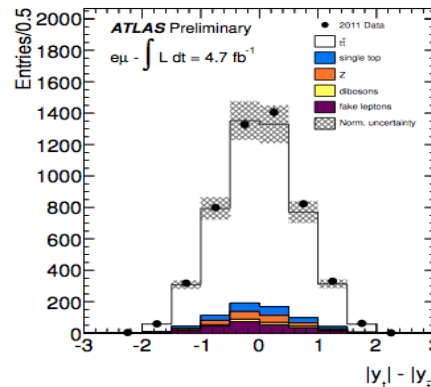 Entries/0.5
2000
1800
1600
1400
1200
1000
800
600
400
200
0
ATLAS Preliminary
eμ - ∫ L dt = 4.7 fb⁻¹
2011 Data
tt̄
single top
Z
dibosons
fake leptons
Norm. uncertainty
-3 -2 -1 0 1 2 3
|y_t| - |y